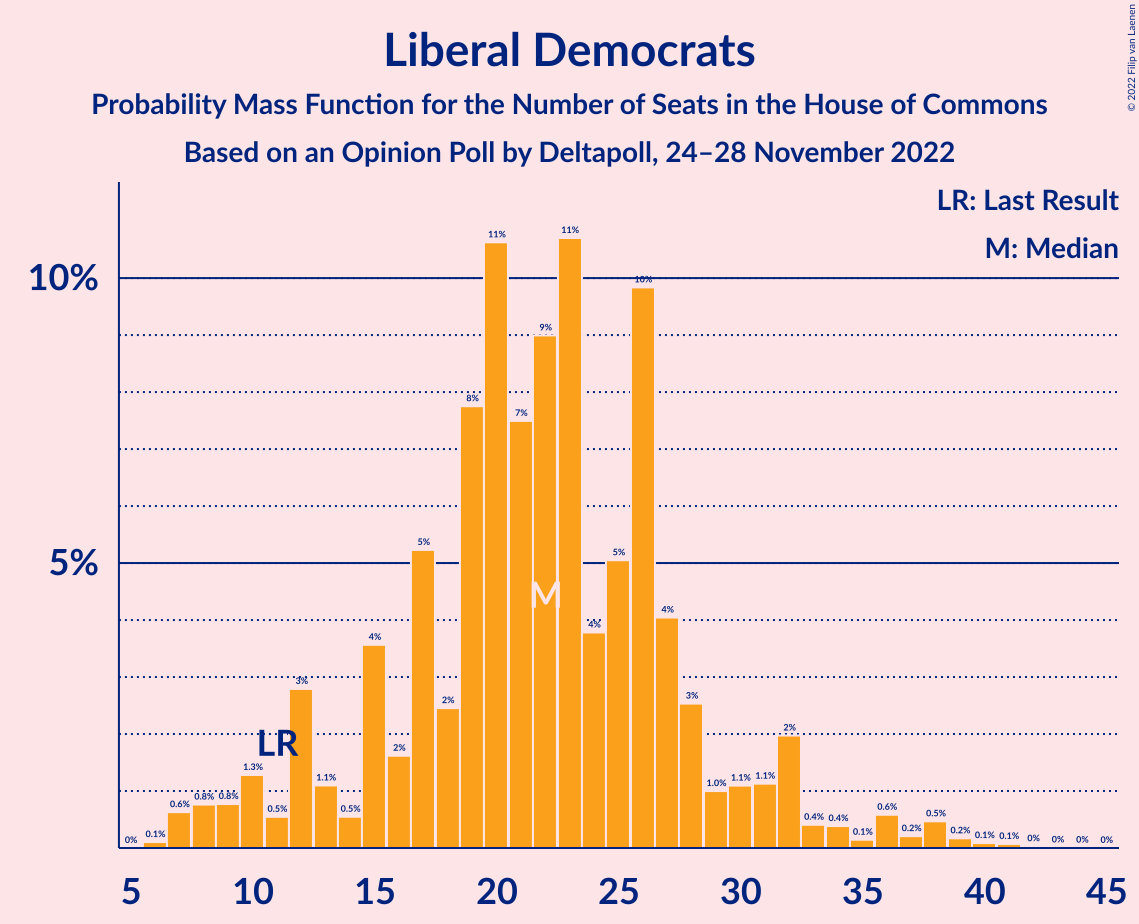 © 2022 Filip van Laenen
Liberal Democrats
Probability Mass Function for the Number of Seats in the House of Commons
Based on an Opinion Poll by Deltapoll, 24–28 November 2022
LR: Last Result
M: Median
10%
5%
0% 0.1% 0.6% 0.8% 0.8% 1.3% 0.5% 3% 1.1% 0.5% 4% 2% 5% 2% 8% 11% 7% 9% 11% 4% 5% 10% 4% 3% 1.0% 1.1% 1.1% 2% 0.4% 0.4% 0.1% 0.6% 0.2% 0.5% 0.2% 0.1% 0.1% 0% 0% 0% 0%
LR
M
5 10 15 20 25 30 35 40 45